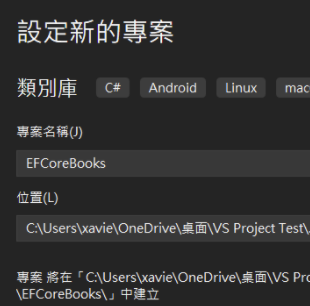 設定新的專案
類別庫 C# Android Linux mac
專案名稱(J)
EFCoreBooks
位置(L)
C:\Users\xavie\OneDrive\桌面\VS Project Test\
專案 將在「C:\Users\xavie\OneDrive\桌面\VS Pro
\EFCoreBooks\」中建立